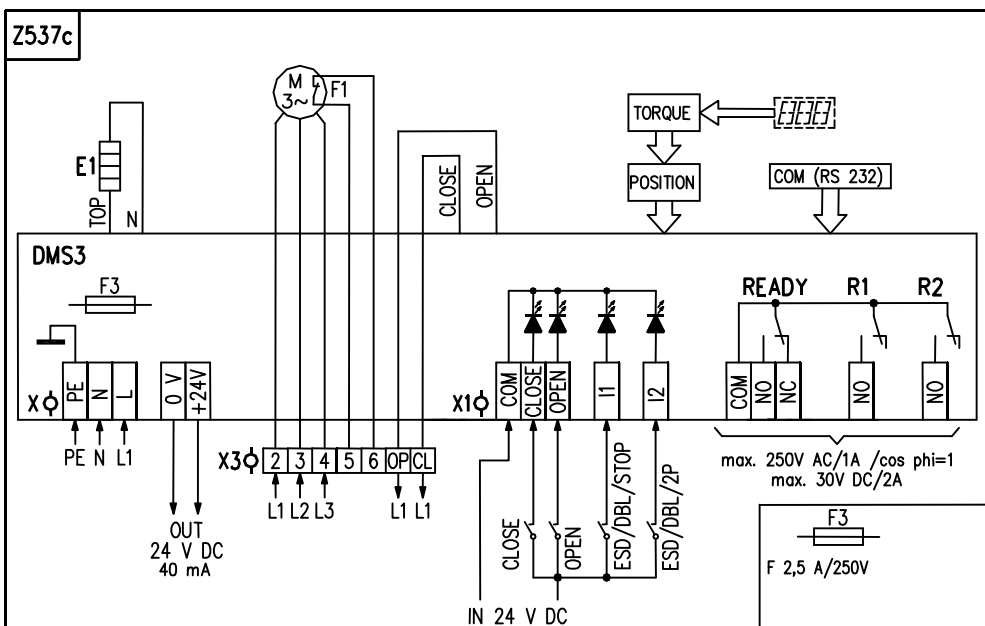 Z537c
M
3~
F1
E1
TOP
N
CLOSE
OPEN
TORQUE
POSITION
COM (RS 232)
DMS3
F3
READY
R1
R2
X
PE
N
L
0 V
+24V
X1
COM
CLOSE
OPEN
I1
I2
COM
NO
NC
NO
NO
PE N L1
X3
2
3
4
5
6
OP
CL
L1 L2 L3
L1 L1
OUT
24 V DC
40 mA
CLOSE
OPEN
ESD/DBL/STOP
ESD/DBL/2P
IN 24 V DC
max. 250V AC/1A /cos phi=1
max. 30V DC/2A
F3
F 2,5 A/250V